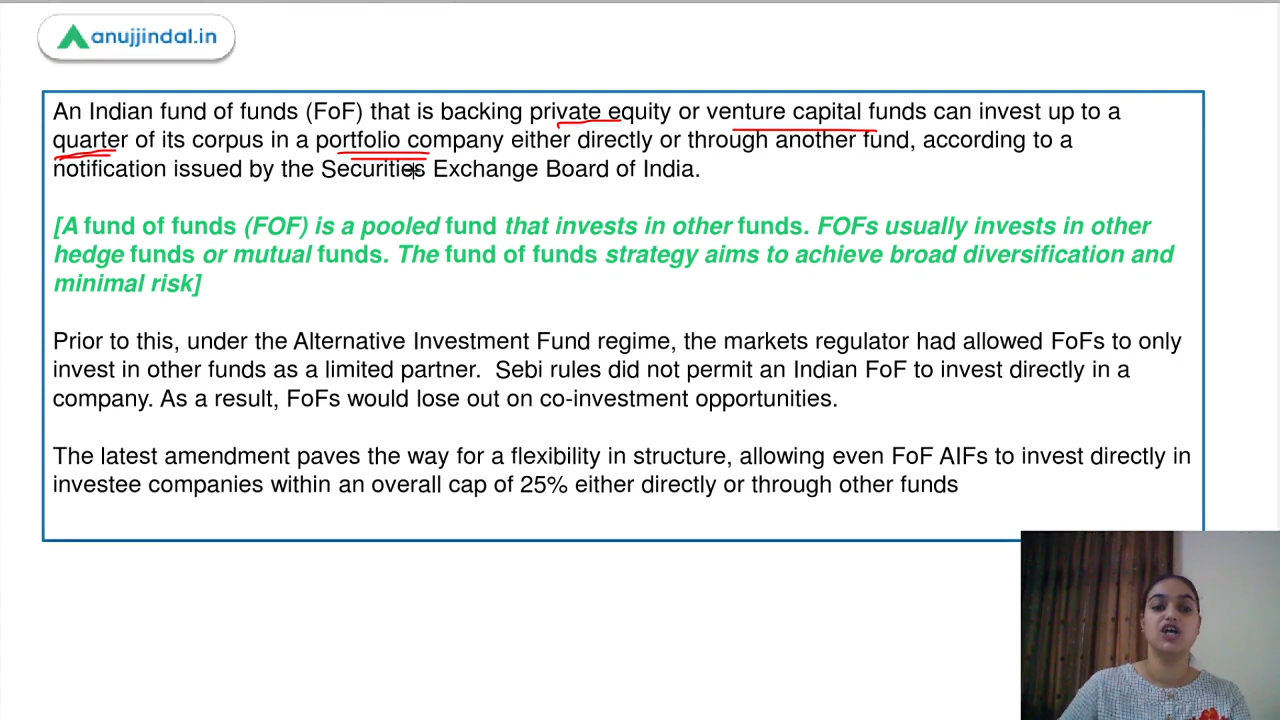 anujjindal.in
An Indian fund of funds (FoF) that is backing private equity or venture capital funds can invest up to a
quarter of its corpus in a portfolio company either directly or through another fund, according to a
notification issued by the Securities Exchange Board of India.
[A fund of funds (FOF) is a pooled fund that invests in other funds. FOFs usually invests in other
hedge funds or mutual funds. The fund of funds strategy aims to achieve broad diversification and
minimal risk]
Prior to this, under the Alternative Investment Fund regime, the markets regulator had allowed FoFs to only
invest in other funds as a limited partner. Sebi rules did not permit an Indian FoF to invest directly in a
company. As a result, FoFs would lose out on co-investment opportunities.
The latest amendment paves the way for a flexibility in structure, allowing even FoF AIFs to invest directly in
investee companies within an overall cap of 25% either directly or through other funds